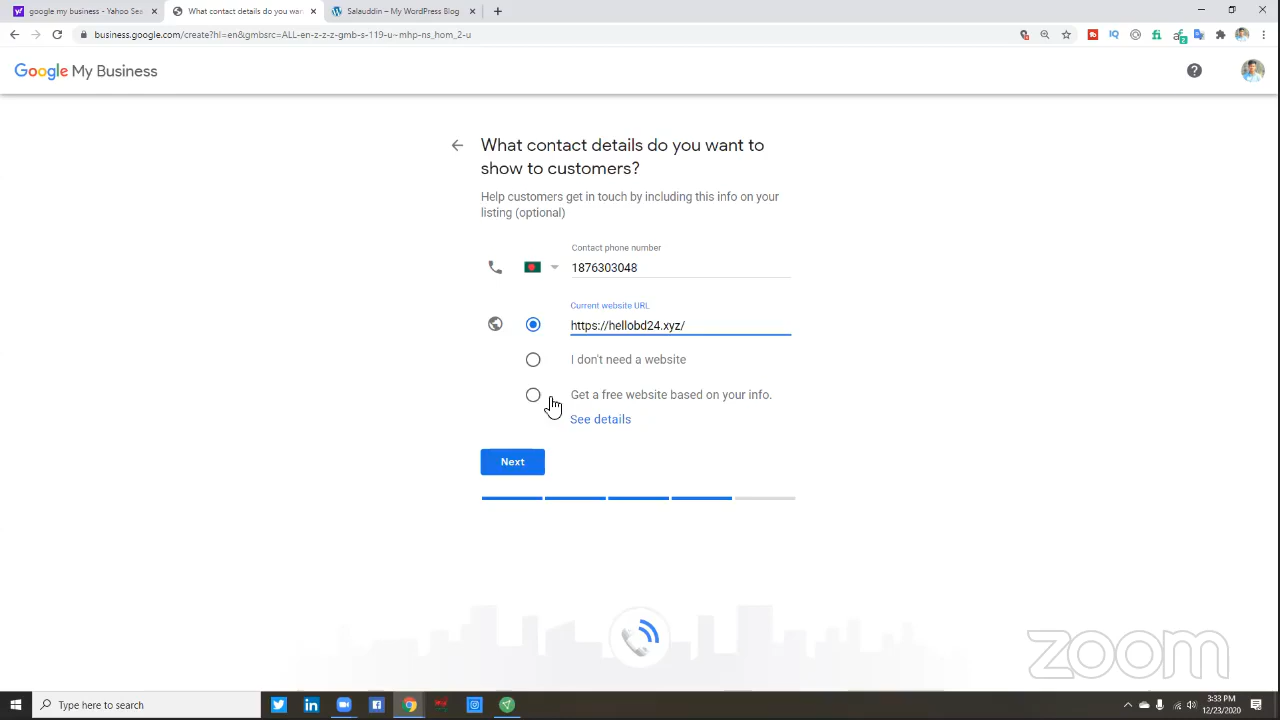 google my business - Yahoo Sea
What contact details do you wan
Salauddin – My WordPress Blog
business.google.com/create?hl=en&gmbsrc=ALL-en-z-z-z-gmb-s-119-u~mhp-ns_hom_2-u
Google My Business
What contact details do you want to
show to customers?
Help customers get in touch by including this info on your
listing (optional)
Contact phone number
1876303048
Current website URL
https://hellobd24.xyz/
I don't need a website
Get a free website based on your info.
See details
Next
zoom
Type here to search
3:33 PM
12/23/2020